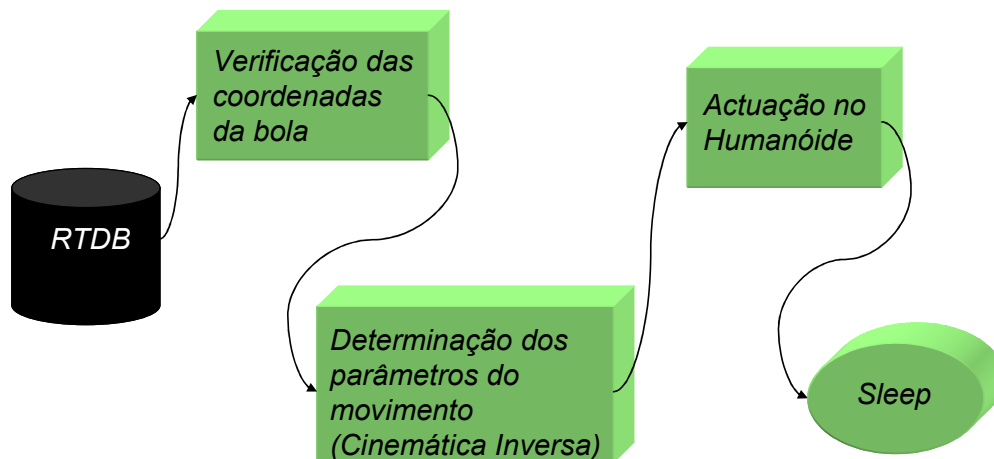 RTDB
Verificação das
coordenadas
da bola
Determinação dos
parâmetros do
movimento
(Cinemática Inversa)
Actuação no
Humanóide
Sleep